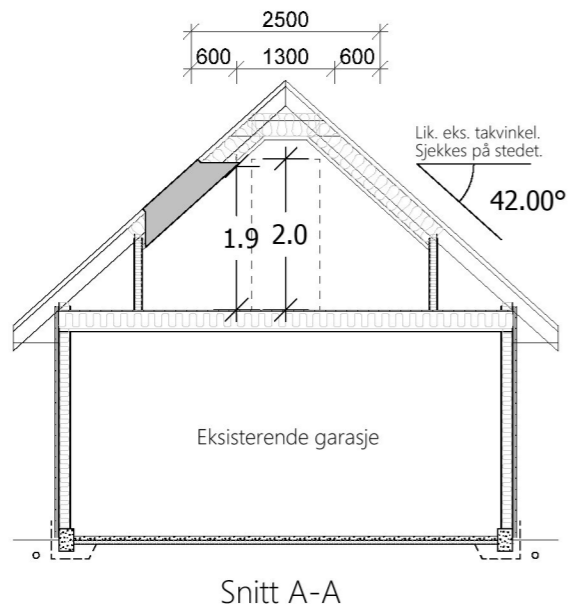 2500
600 1300 600
Lik. eks. takvinkel.
Sjekkes på stedet.
42.00°
1.9 2.0
Eksisterende garasje
Snitt A-A